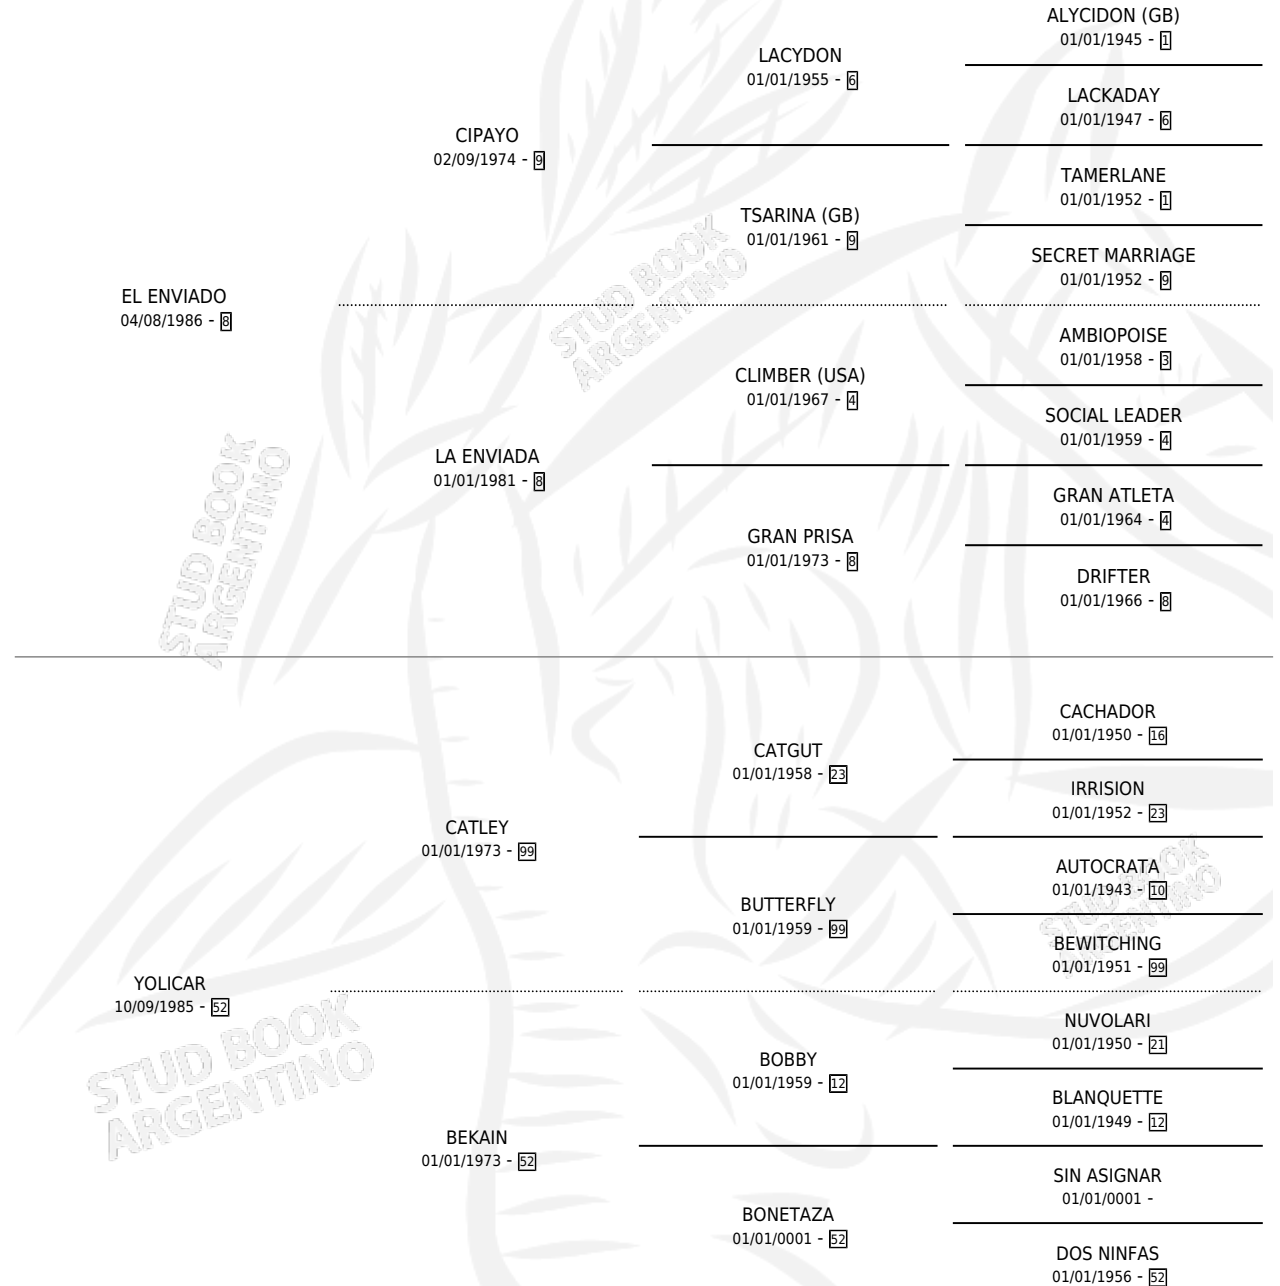 ALYCIDON (GB)
01/01/1945 - 1
LACYDON
01/01/1955 - 6
LACKADAY
01/01/1947 - 6
CIPAYO
02/09/1974 - 9
TAMERLANE
01/01/1952 - 1
TSARINA (GB)
01/01/1961 - 9
SECRET MARRIAGE
01/01/1952 - 9
EL ENVIADO
04/08/1986 - 8
AMBIOPOISE
01/01/1958 - 3
CLIMBER (USA)
01/01/1967 - 4
SOCIAL LEADER
01/01/1959 - 4
LA ENVIADA
01/01/1981 - 8
GRAN ATLETA
01/01/1964 - 4
GRAN PRISA
01/01/1973 - 8
DRIFTER
01/01/1966 - 8
CACHADOR
01/01/1950 - 16
CATGUT
01/01/1958 - 23
IRRISION
01/01/1952 - 23
CATLEY
01/01/1973 - 99
AUTOCRATA
01/01/1943 - 10
BUTTERFLY
01/01/1959 - 99
BEWITCHING
01/01/1951 - 99
YOLICAR
10/09/1985 - 52
NUVOLARI
01/01/1950 - 21
BOBBY
01/01/1959 - 12
BLANQUETTE
01/01/1949 - 12
BEKAIN
01/01/1973 - 52
SIN ASIGNAR
01/01/0001 -
BONETAZA
01/01/0001 - 52
DOS NINFAS
01/01/1956 - 52
STUD BOOK
ARGENTINO
STUD BOOK
ARGENTINO
STUD BOOK
ARGENTINO
STUD BOOK
ARGENTINO